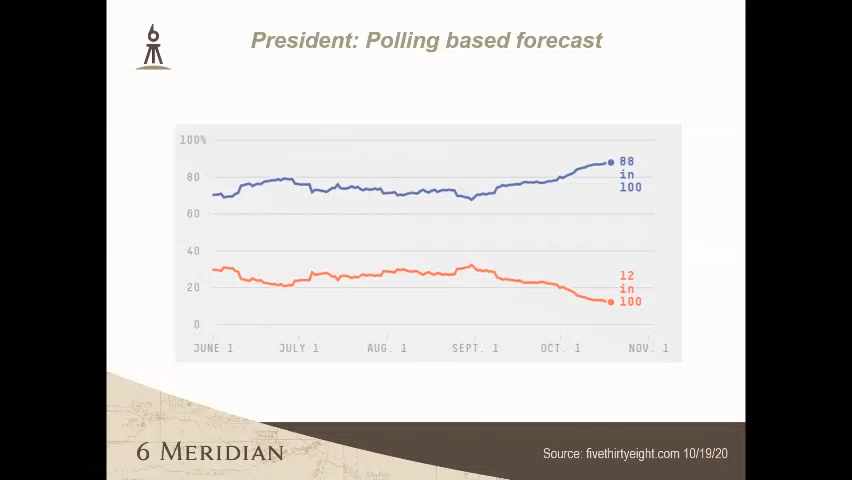 President: Polling based forecast
100%
80
60
40
20
0
88
in
100
12
in
100
JUNE 1 JULY 1 AUG. 1 SEPT. 1 OCT. 1 NOV. 1
6 MERIDIAN
Source: fivethirtyeight.com 10/19/20